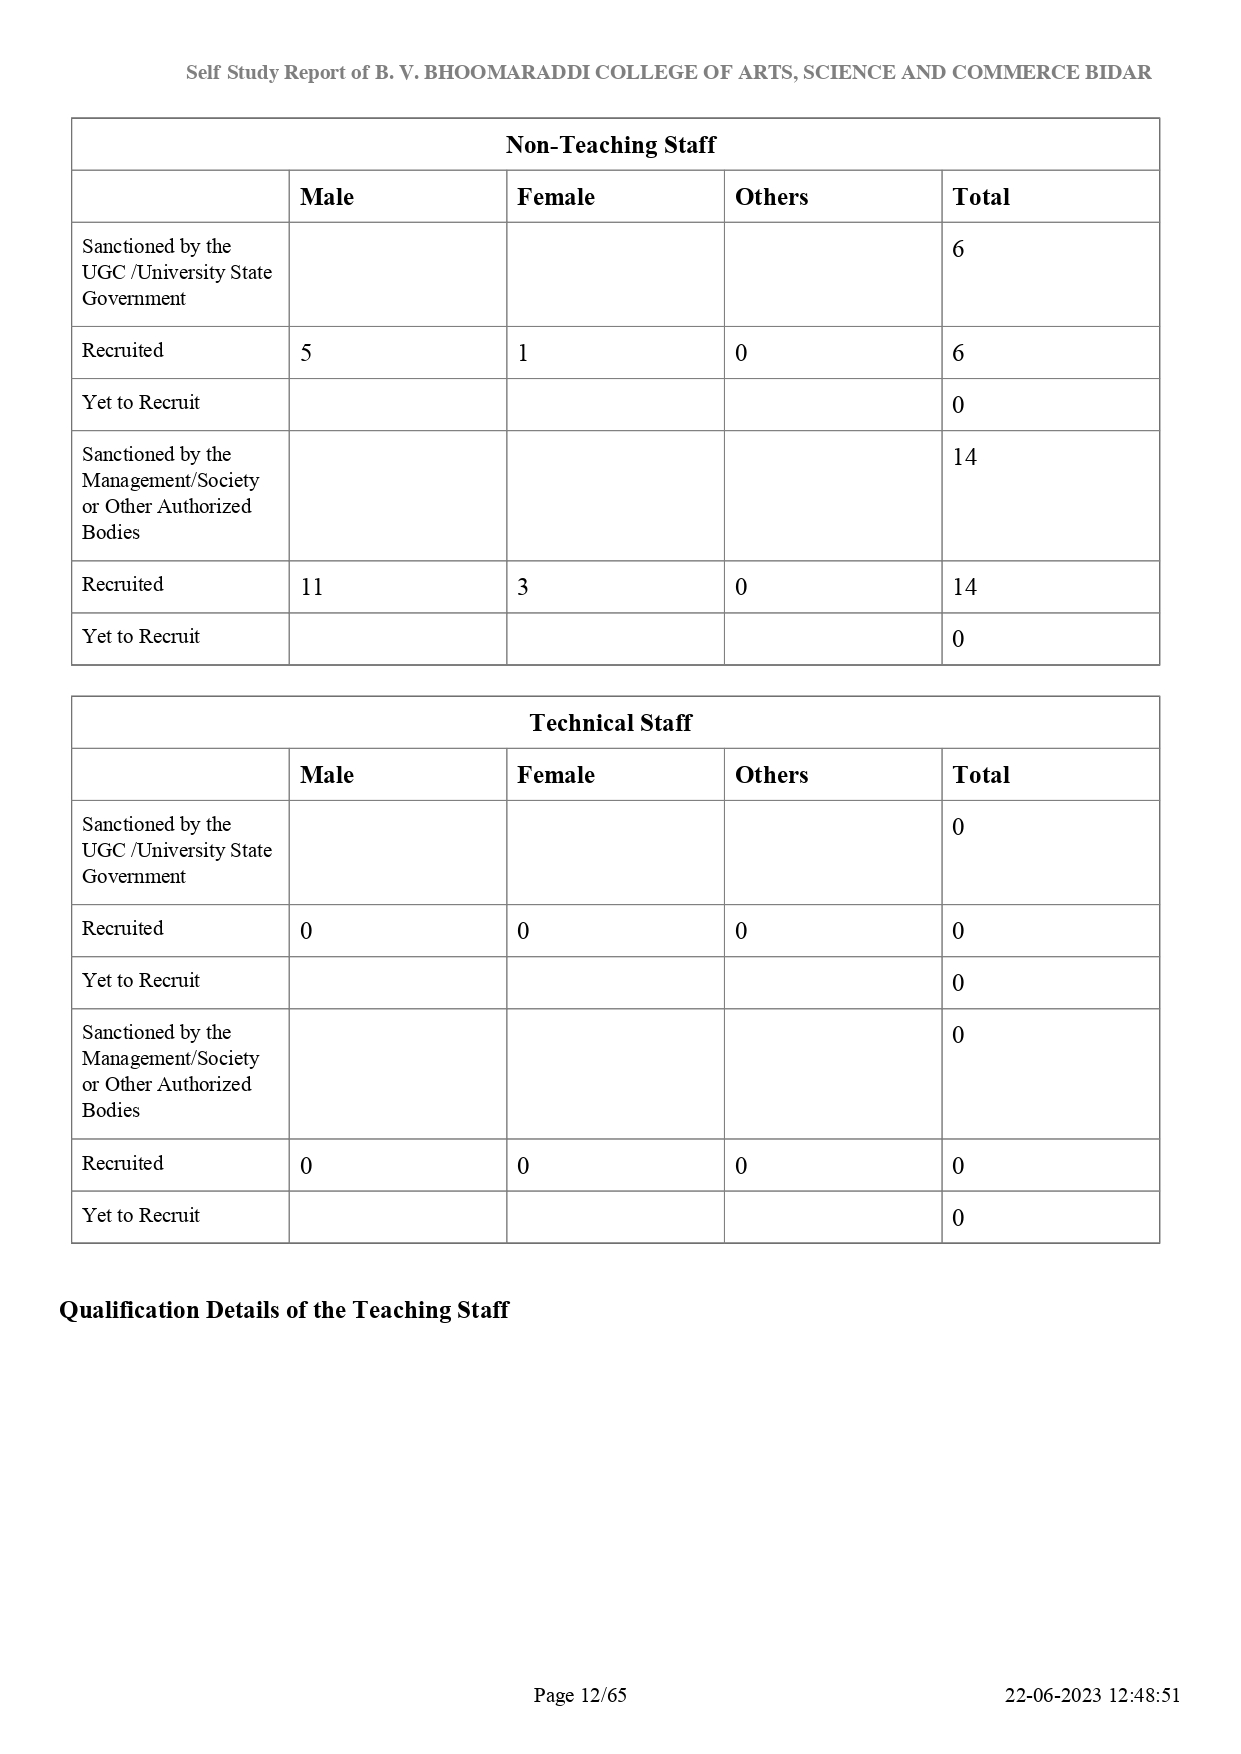 Self Study Report of B. V. BHOOMARADDI COLLEGE OF ARTS, SCIENCE AND COMMERCE BIDAR
Non-Teaching Staff
Male Female Others Total
Sanctioned by the 6
UGC /University State
Government
Recruited 5 1 0 6
Yet to Recruit 0
Sanctioned by the 14
Management/Society
or Other Authorized
Bodies
Recruited 11 3 0 14
Yet to Recruit 0
Technical Staff
Male Female Others Total
Sanctioned by the 0
UGC /University State
Government
Recruited 0 0 0 0
Yet to Recruit 0
Sanctioned by the 0
Management/Society
or Other Authorized
Bodies
Recruited 0 0 0 0
Yet to Recruit 0
Qualification Details of the Teaching Staff
Page 12/65 22-06-2023 12:48:51